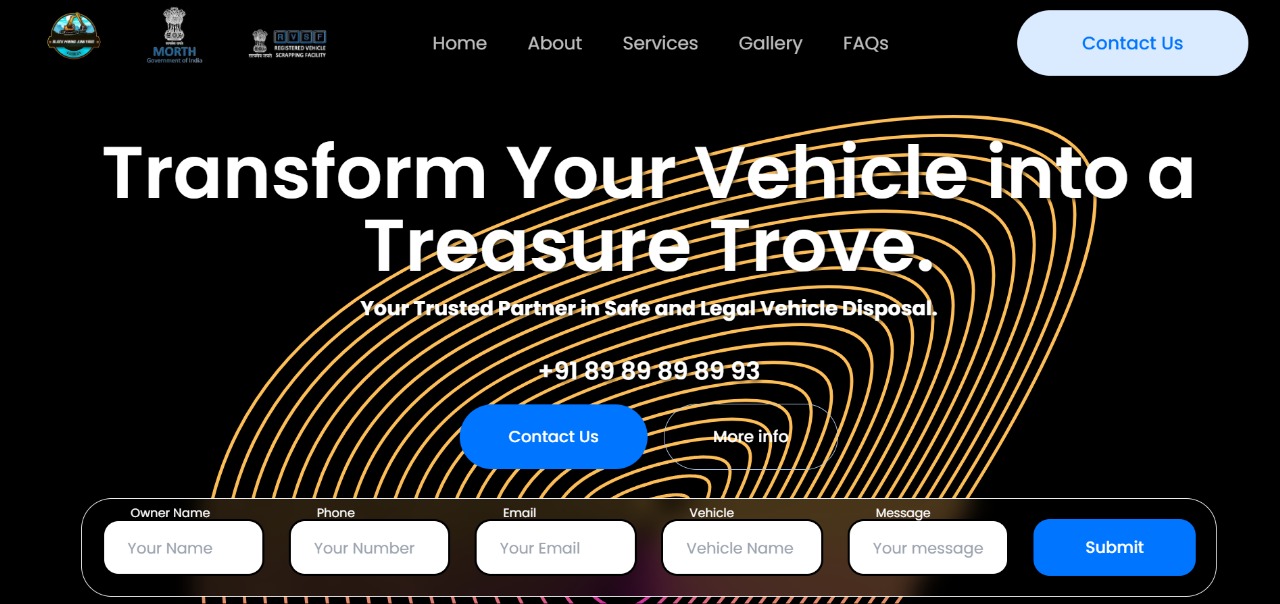 MORTH
Government of India
RVSF
REGISTERED VEHICLE
SCRAPPING FACILITY
Home
About
Services
Gallery
FAQs
Contact Us
Transform Your Vehicle into a
Treasure Trove.
Your Trusted Partner in Safe and Legal Vehicle Disposal.
+91 89 89 89 89 93
Contact Us
More info
Owner Name
Phone
Email
Vehicle
Message
Your Name
Your Number
Your Email
Vehicle Name
Your message
Submit